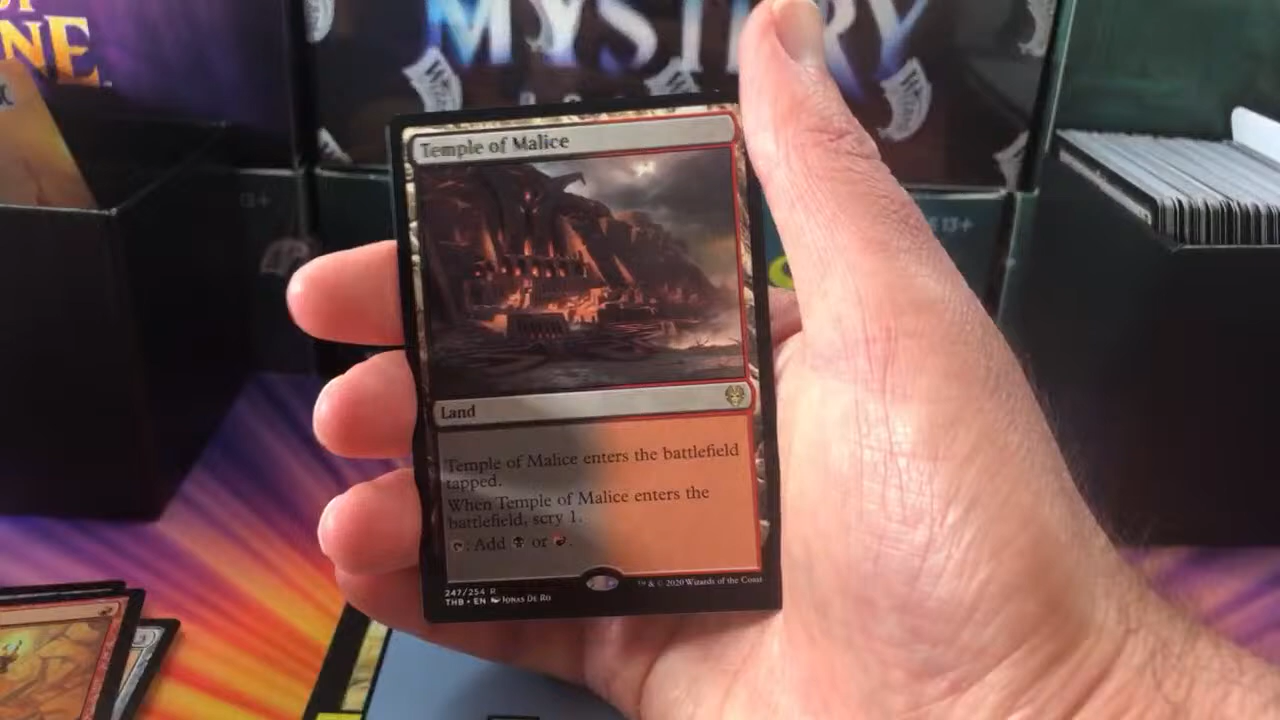 NE
MYSTERY
Temple of Malice
Land
Temple of Malice enters the battlefield
tapped.
When Temple of Malice enters the
battlefield, scry 1.
: Add or .
247/254 R
THB • EN Jonas De Ro
™ & © 2020 Wizards of the Coast
13+
13+